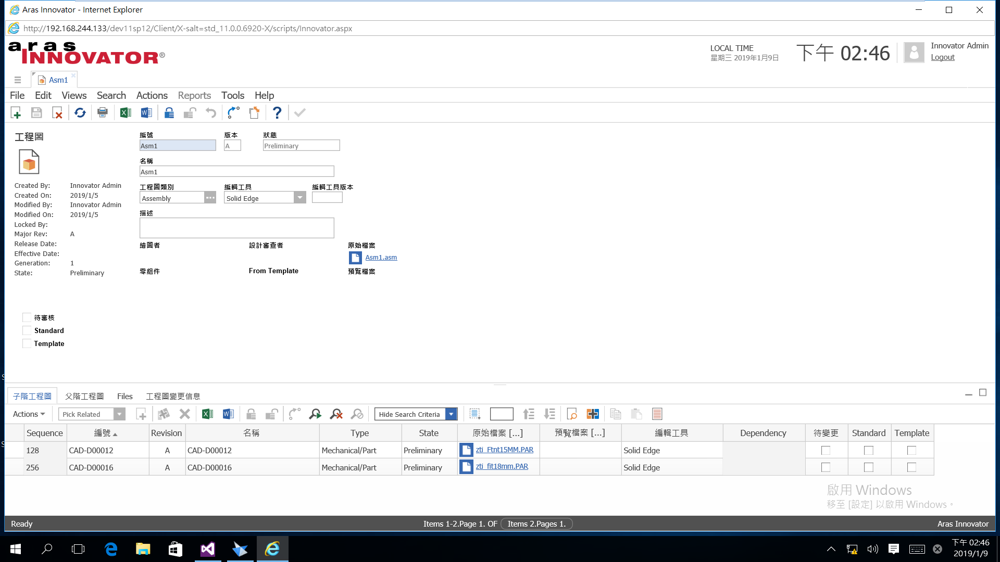 Aras Innovator - Internet Explorer
http://192.168.244.133/dev11sp12/Client/X-salt=std_11.0.0.6920-X/scripts/Innovator.aspx
aras
INNOVATOR®
LOCAL TIME
星期三 2019年1月9日
下午 02:46
Innovator Admin
Logout
Asm1
File Edit Views Search Actions Reports Tools Help
工程圖
編號 版本 狀態
Asm1 A Preliminary
名稱
Asm1
Created By: Innovator Admin
Created On: 2019/1/5
Modified By: Innovator Admin
Modified On: 2019/1/5
Locked By:
Major Rev: A
Release Date:
Effective Date:
Generation: 1
State: Preliminary
工程圖類別 編輯工具 編輯工具版本
Assembly ... Solid Edge
描述
繪圖者 設計審查者 原始檔案
Asm1.asm
零組件 From Template 預覧檔案
待審核
Standard
Template
子階工程圖 父階工程圖 Files 工程圖變更信息
Actions Pick Related Hide Search Criteria
Sequence 編號 Revision 名稱 Type State 原始檔案 [...] 預覧檔案 [...] 編輯工具 Dependency 待變更 Standard Template
128 CAD-D00012 A CAD-D00012 Mechanical/Part Preliminary zti_Ftnt15MM.PAR Solid Edge
256 CAD-D00016 A CAD-D00016 Mechanical/Part Preliminary zti_fit18mm.PAR Solid Edge
啟用 Windows
移至 [設定] 以啟用 Windows。
Ready Items 1-2.Page 1. OF Items 2.Pages 1. Aras Innovator
下午 02:46
2019/1/9